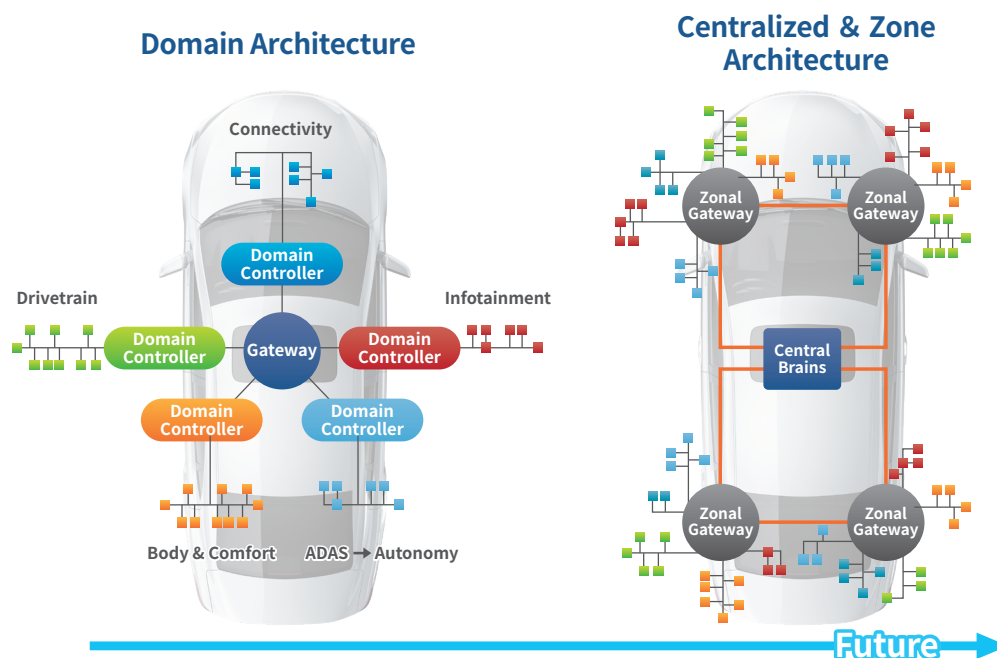 Domain Architecture
Connectivity
Domain
Controller
Drivetrain
Infotainment
Domain
Controller
Gateway
Domain
Controller
Domain
Controller
Domain
Controller
Body & Comfort
ADAS → Autonomy
Centralized & Zone
Architecture
Zonal
Gateway
Zonal
Gateway
Central
Brains
Zonal
Gateway
Zonal
Gateway
Future